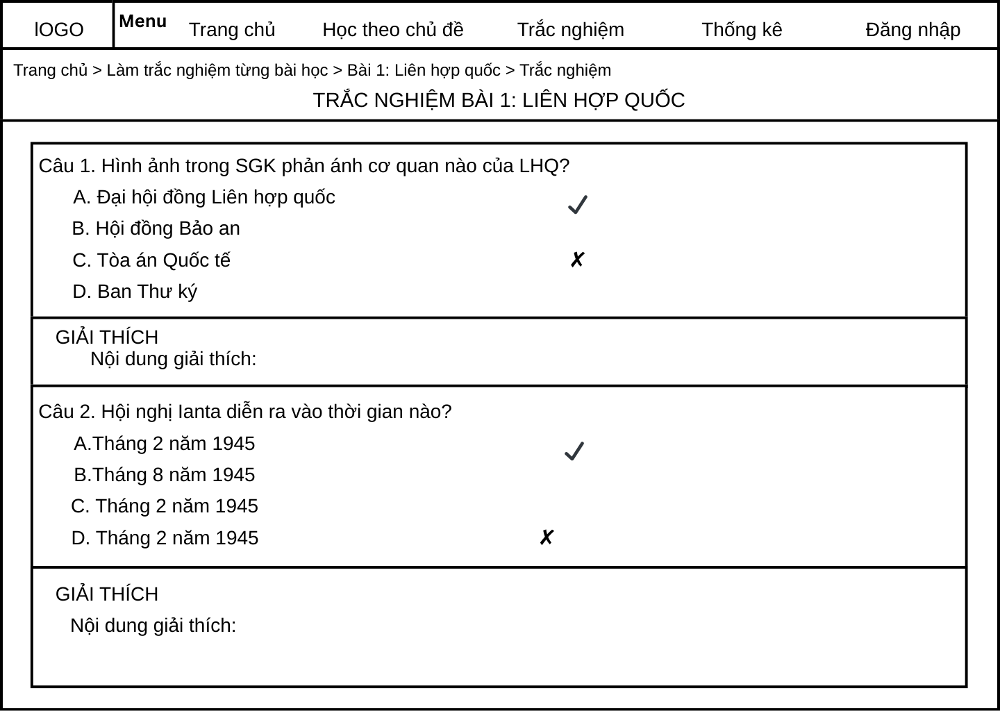 lOGO Menu Trang chủ Học theo chủ đề Trắc nghiệm Thống kê Đăng nhập
Trang chủ > Làm trắc nghiệm từng bài học > Bài 1: Liên hợp quốc > Trắc nghiệm
TRẮC NGHIỆM BÀI 1: LIÊN HỢP QUỐC
Câu 1. Hình ảnh trong SGK phản ánh cơ quan nào của LHQ?
A. Đại hội đồng Liên hợp quốc ✓
B. Hội đồng Bảo an
C. Tòa án Quốc tế ✗
D. Ban Thư ký
GIẢI THÍCH
Nội dung giải thích:
Câu 2. Hội nghị Ianta diễn ra vào thời gian nào?
A.Tháng 2 năm 1945 ✓
B.Tháng 8 năm 1945
C. Tháng 2 năm 1945
D. Tháng 2 năm 1945 ✗
GIẢI THÍCH
Nội dung giải thích: